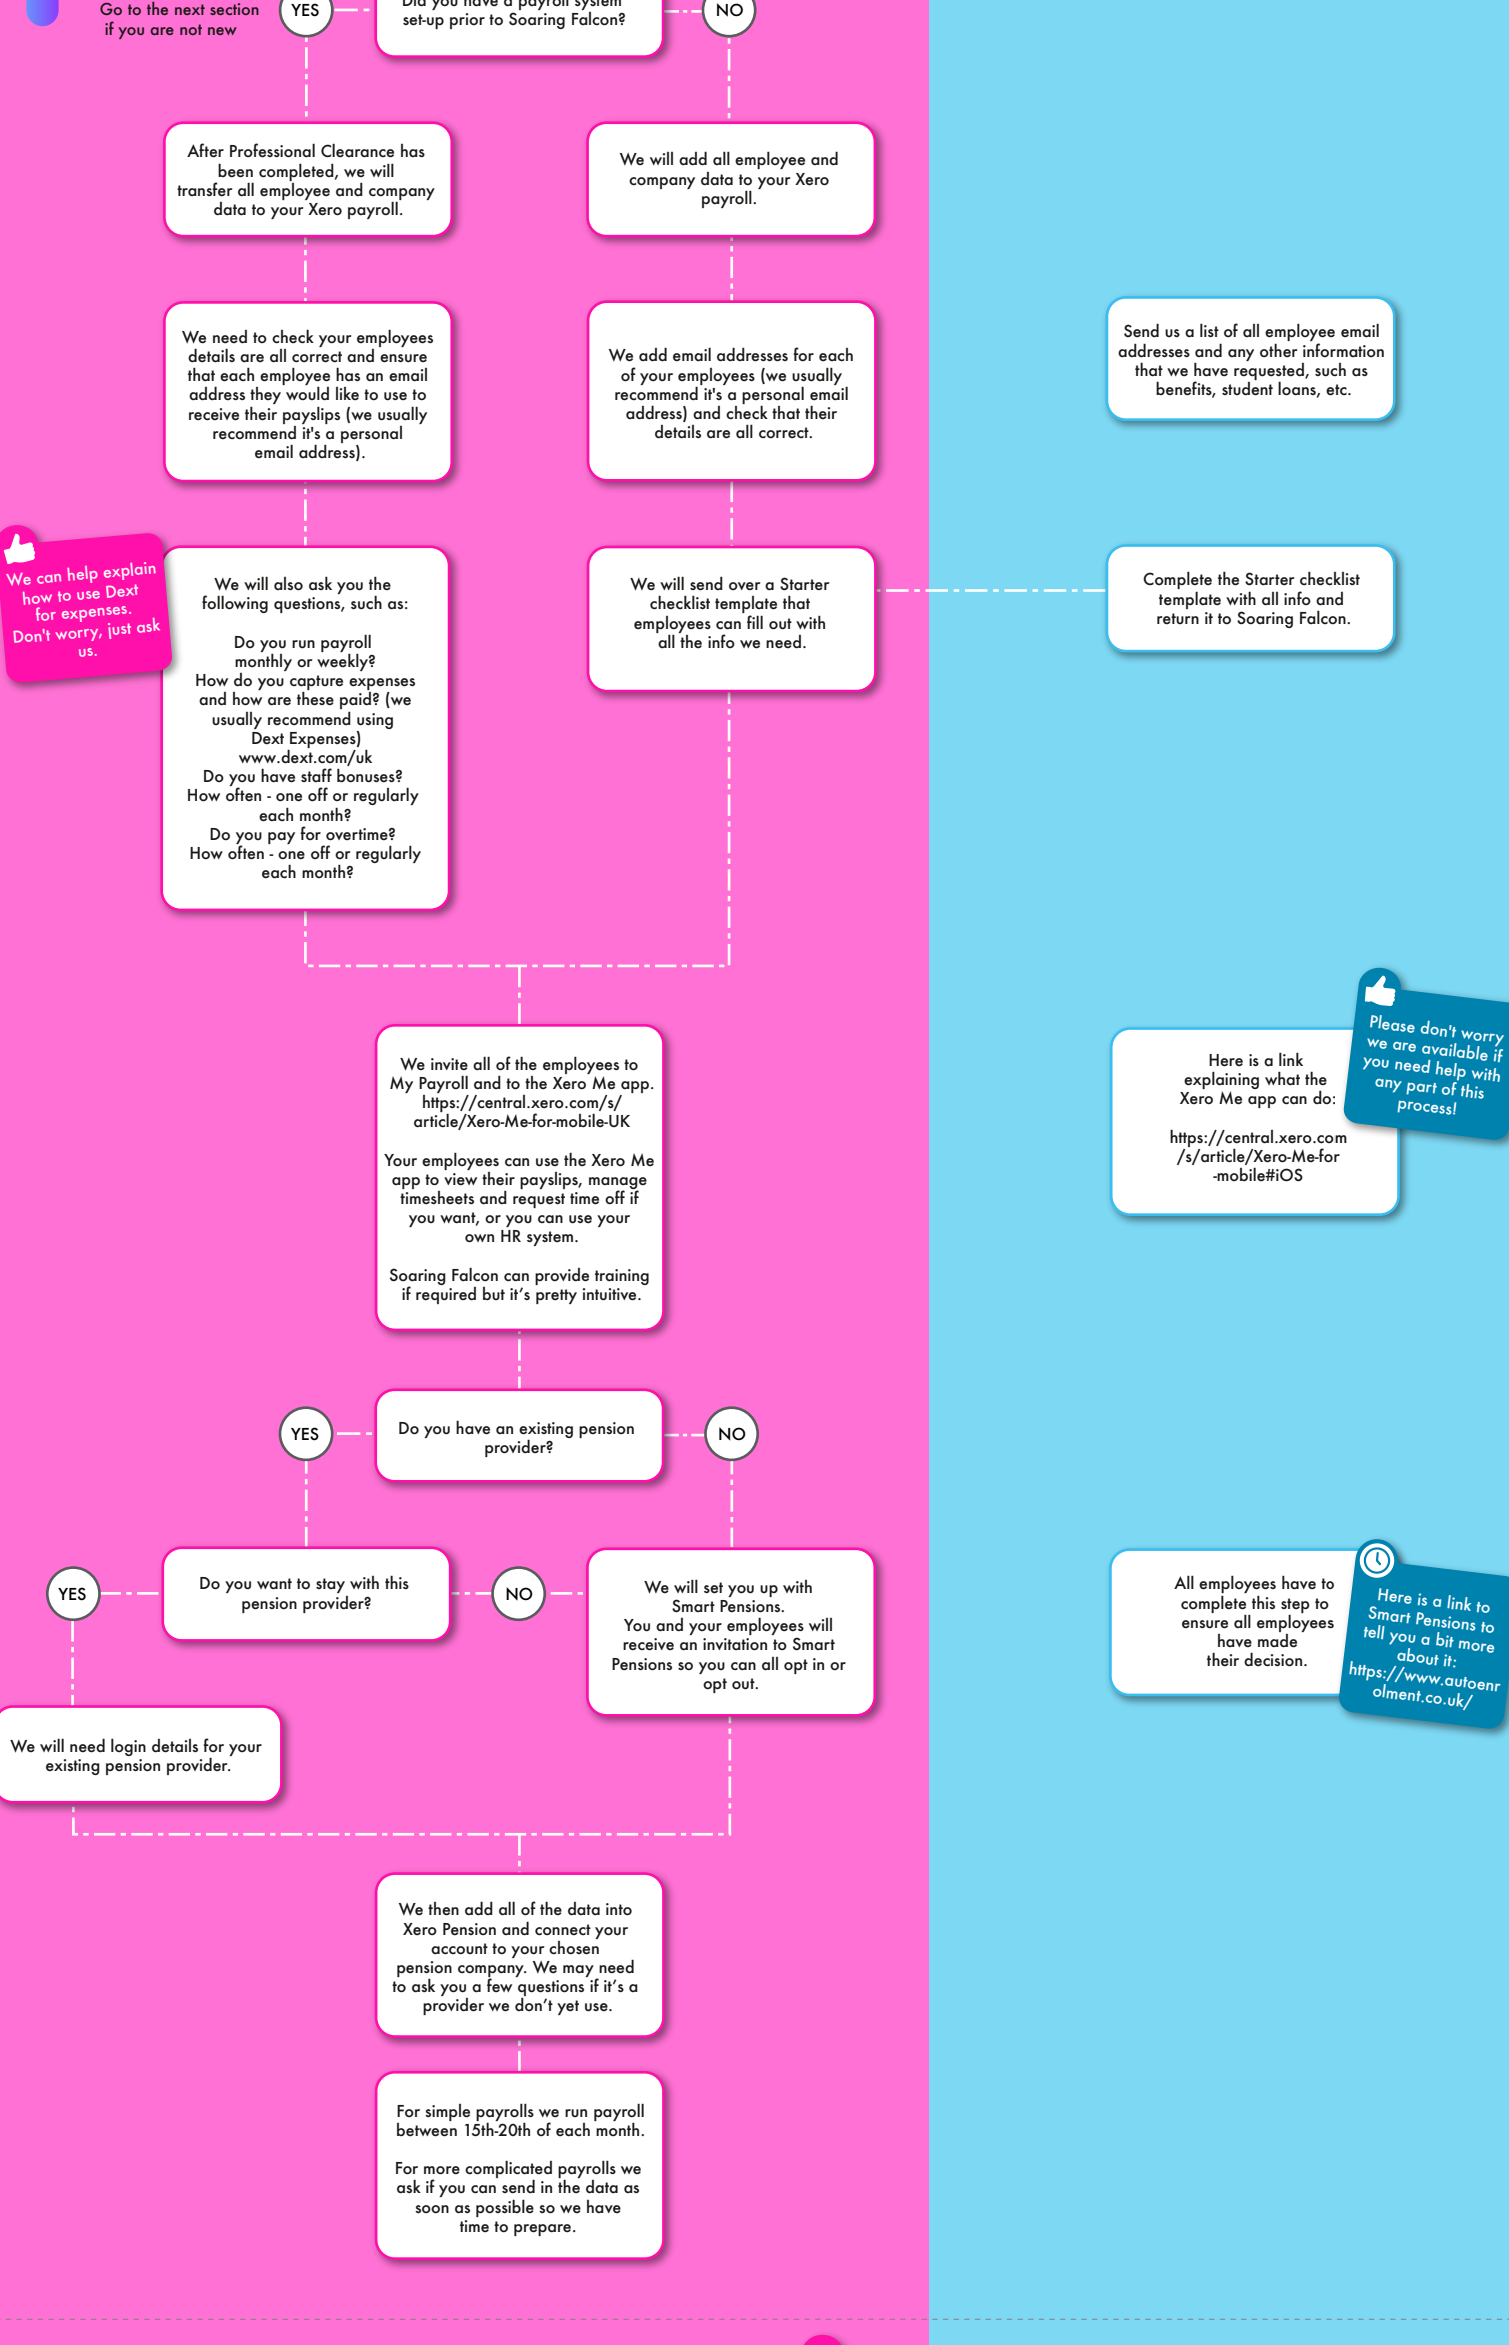 Go to the next section
if you are not new
YES
Did you have a payroll system
set-up prior to Soaring Falcon?
NO
After Professional Clearance has
been completed, we will
transfer all employee and company
data to your Xero payroll.
We will add all employee and
company data to your Xero
payroll.
We need to check your employees
details are all correct and ensure
that each employee has an email
address they would like to use to
receive their payslips (we usually
recommend it's a personal
email address).
We add email addresses for each
of your employees (we usually
recommend it's a personal email
address) and check that their
details are all correct.
Send us a list of all employee email
addresses and any other information
that we have requested, such as
benefits, student loans, etc.
We can help explain
how to use Dext
for expenses.
Don't worry, just ask
us.
We will also ask you the
following questions, such as:
Do you run payroll
monthly or weekly?
How do you capture expenses
and how are these paid? (we
usually recommend using
Dext Expenses)
www.dext.com/uk
Do you have staff bonuses?
How often - one off or regularly
each month?
Do you pay for overtime?
How often - one off or regularly
each month?
We will send over a Starter
checklist template that
employees can fill out with
all the info we need.
Complete the Starter checklist
template with all info and
return it to Soaring Falcon.
We invite all of the employees to
My Payroll and to the Xero Me app.
https://central.xero.com/s/
article/Xero-Me-for-mobile-UK
Your employees can use the Xero Me
app to view their payslips, manage
timesheets and request time off if
you want, or you can use your
own HR system.
Soaring Falcon can provide training
if required but it’s pretty intuitive.
Here is a link
explaining what the
Xero Me app can do:
https://central.xero.com
/s/article/Xero-Me-for
-mobile#iOS
Please don't worry
we are available if
you need help with
any part of this
process!
YES
Do you have an existing pension
provider?
NO
YES
Do you want to stay with this
pension provider?
NO
We will set you up with
Smart Pensions.
You and your employees will
receive an invitation to Smart
Pensions so you can all opt in or
opt out.
All employees have to
complete this step to
ensure all employees
have made
their decision.
Here is a link to
Smart Pensions to
tell you a bit more
about it:
https://www.autoenr
olment.co.uk/
We will need login details for your
existing pension provider.
We then add all of the data into
Xero Pension and connect your
account to your chosen
pension company. We may need
to ask you a few questions if it’s a
provider we don’t yet use.
For simple payrolls we run payroll
between 15th-20th of each month.
For more complicated payrolls we
ask if you can send in the data as
soon as possible so we have
time to prepare.